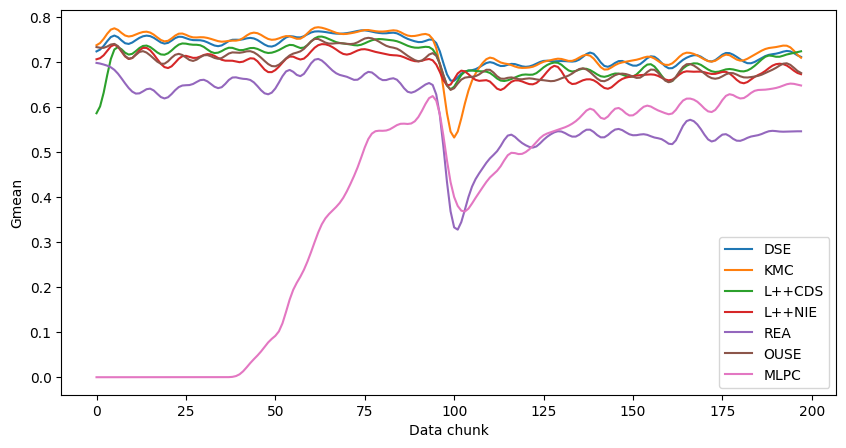 0.8
0.7
0.6
0.5
0.4
0.3
0.2
0.1
0.0
Gmean
0 25 50 75 100 125 150 175 200
Data chunk
DSE
KMC
L++CDS
L++NIE
REA
OUSE
MLPC